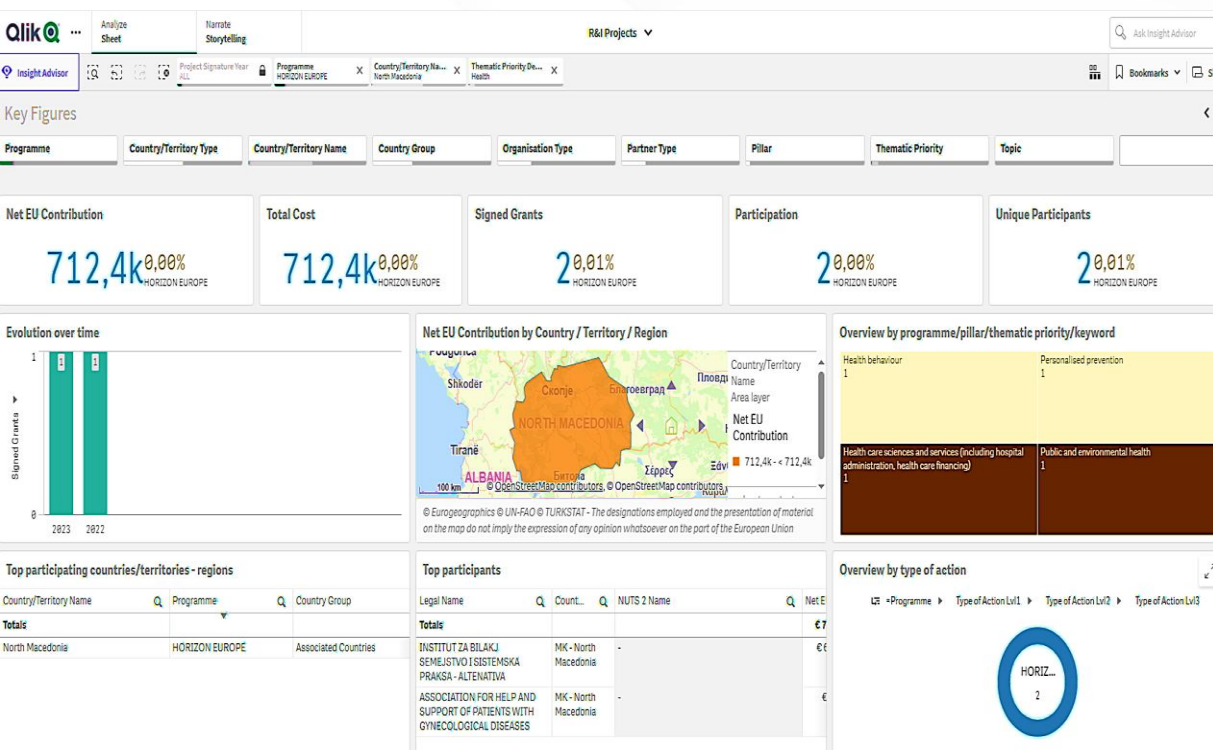 Qlik
Analyze
Sheet
Narrate
Storytelling
R&I Projects
Ask Insight Advisor
Insight Advisor
Project Signature Year
ALL
Programme
HORIZON EUROPE
Country/Territory Na...
North Macedonia
Thematic Priority De...
Health
Bookmarks
S
Key Figures
Programme
Country/Territory Type
Country/Territory Name
Country Group
Organisation Type
Partner Type
Pillar
Thematic Priority
Topic
Net EU Contribution
712,4k 0,00%
HORIZON EUROPE
Total Cost
712,4k 0,00%
HORIZON EUROPE
Signed Grants
2 0,01%
HORIZON EUROPE
Participation
2 0,00%
HORIZON EUROPE
Unique Participants
2 0,01%
HORIZON EUROPE
Evolution over time
1
1
1
Signed Grants
0
2023
2022
Net EU Contribution by Country / Territory / Region
Podgorica
Shkodër
Скопје
Благоевград
Пловди
NORTH MACEDONIA
Tiranë
ALBANIA
Битола
Σέρρες
Ξάν
100 km
© OpenStreetMap contributors, © OpenStreetMap contributors
Country/Territory
Name
Area layer
Net EU
Contribution
712,4k - < 712,4k
© Eurogeographics © UN-FAO © TURKSTAT - The designations employed and the presentation of material
on the map do not imply the expression of any opinion whatsoever on the part of the European Union
Overview by programme/pillar/thematic priority/keyword
Health behaviour
1
Personalised prevention
1
Health care sciences and services (including hospital
administration, health care financing)
1
Public and environmental health
1
Top participating countries/territories - regions
Country/Territory Name
Programme
Country Group
Totals
North Macedonia
HORIZON EUROPE
Associated Countries
Top participants
Legal Name
Count...
NUTS 2 Name
Net E
Totals
€ 7
INSTITUT ZA BILAKJ
SEMEJSTVO I SISTEMSKA
PRAKSA - ALTENATIVA
MK - North
Macedonia
-
€ 6
ASSOCIATION FOR HELP AND
SUPPORT OF PATIENTS WITH
GYNECOLOGICAL DISEASES
MK - North
Macedonia
-
€
Overview by type of action
=Programme
Type of Action Lvl1
Type of Action Lvl2
Type of Action Lvl3
HORIZ...
2